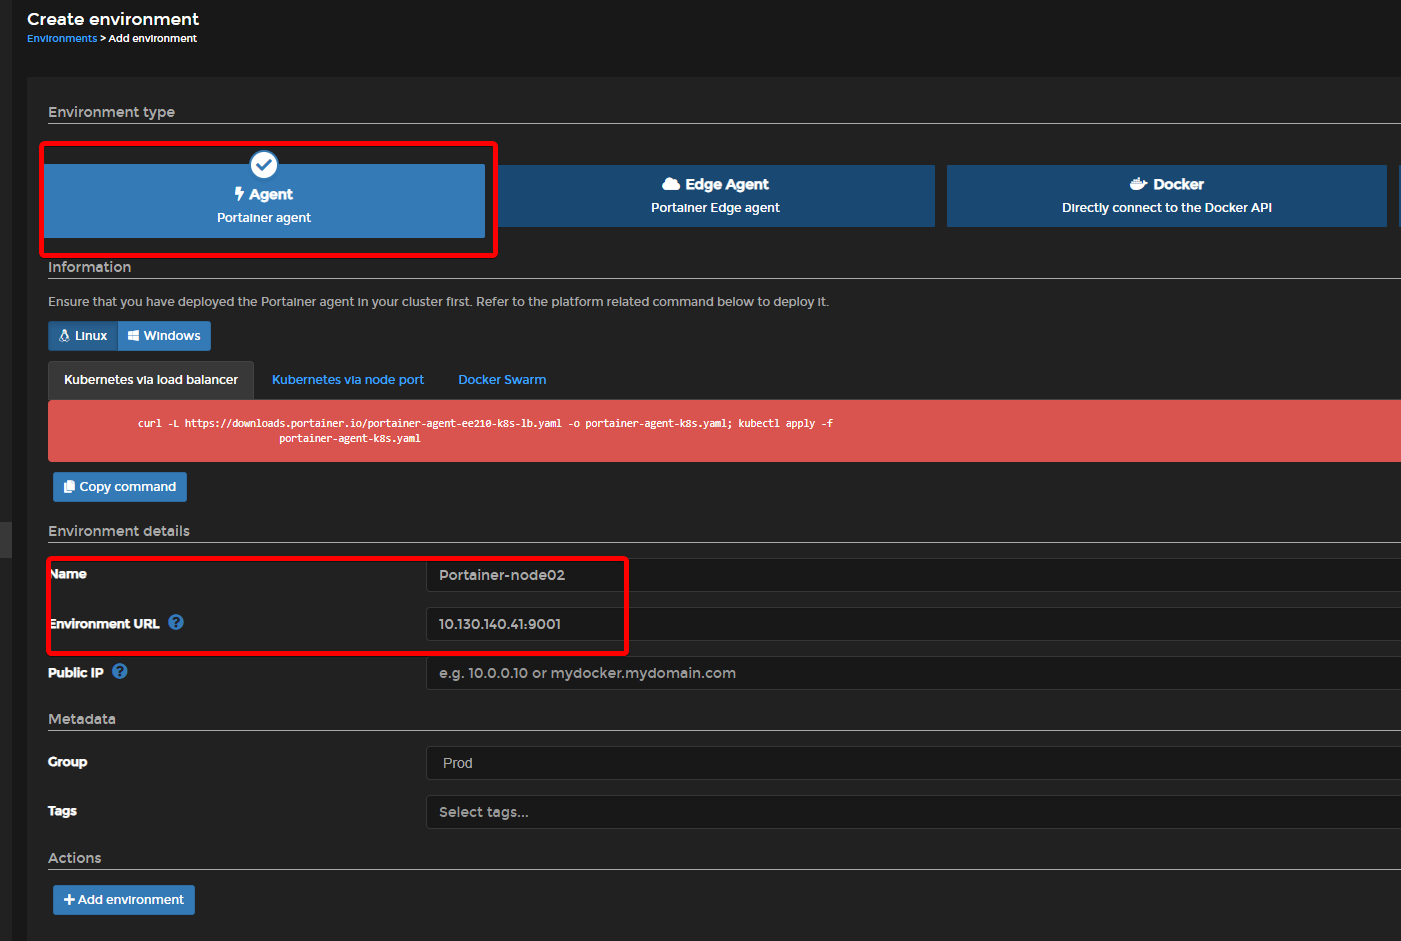 Create environment
Environments > Add environment
Environment type
Agent
Portainer agent
Edge Agent
Portainer Edge agent
Docker
Directly connect to the Docker API
Information
Ensure that you have deployed the Portainer agent in your cluster first. Refer to the platform related command below to deploy it.
Linux
Windows
Kubernetes via load balancer
Kubernetes via node port
Docker Swarm
curl -L https://downloads.portainer.io/portainer-agent-ee210-k8s-lb.yaml -o portainer-agent-k8s.yaml; kubectl apply -f
portainer-agent-k8s.yaml
Copy command
Environment details
Name
Portainer-node02
Environment URL
10.130.140.41:9001
Public IP
e.g. 10.0.0.10 or mydocker.mydomain.com
Metadata
Group
Prod
Tags
Select tags...
Actions
Add environment